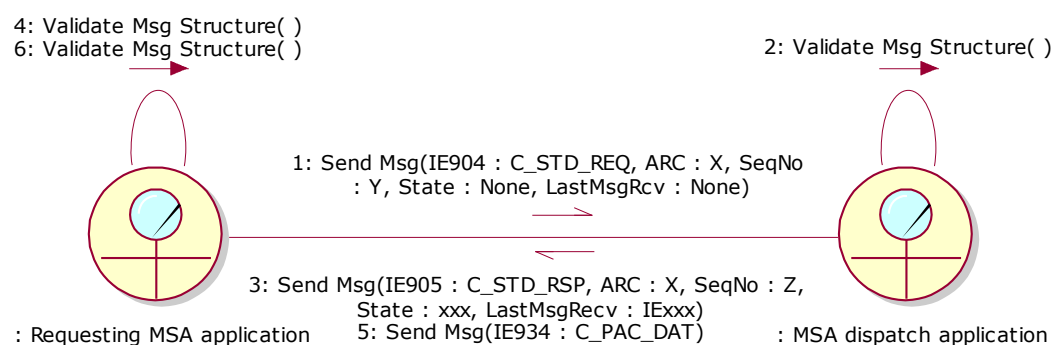 4: Validate Msg Structure( )
6: Validate Msg Structure( )
2: Validate Msg Structure( )
1: Send Msg(IE904 : C_STD_REQ, ARC : X, SeqNo
: Y, State : None, LastMsgRcv : None)
3: Send Msg(IE905 : C_STD_RSP, ARC : X, SeqNo : Z,
State : xxx, LastMsgRecv : IExxx)
5: Send Msg(IE934 : C_PAC_DAT)
: Requesting MSA application
: MSA dispatch application